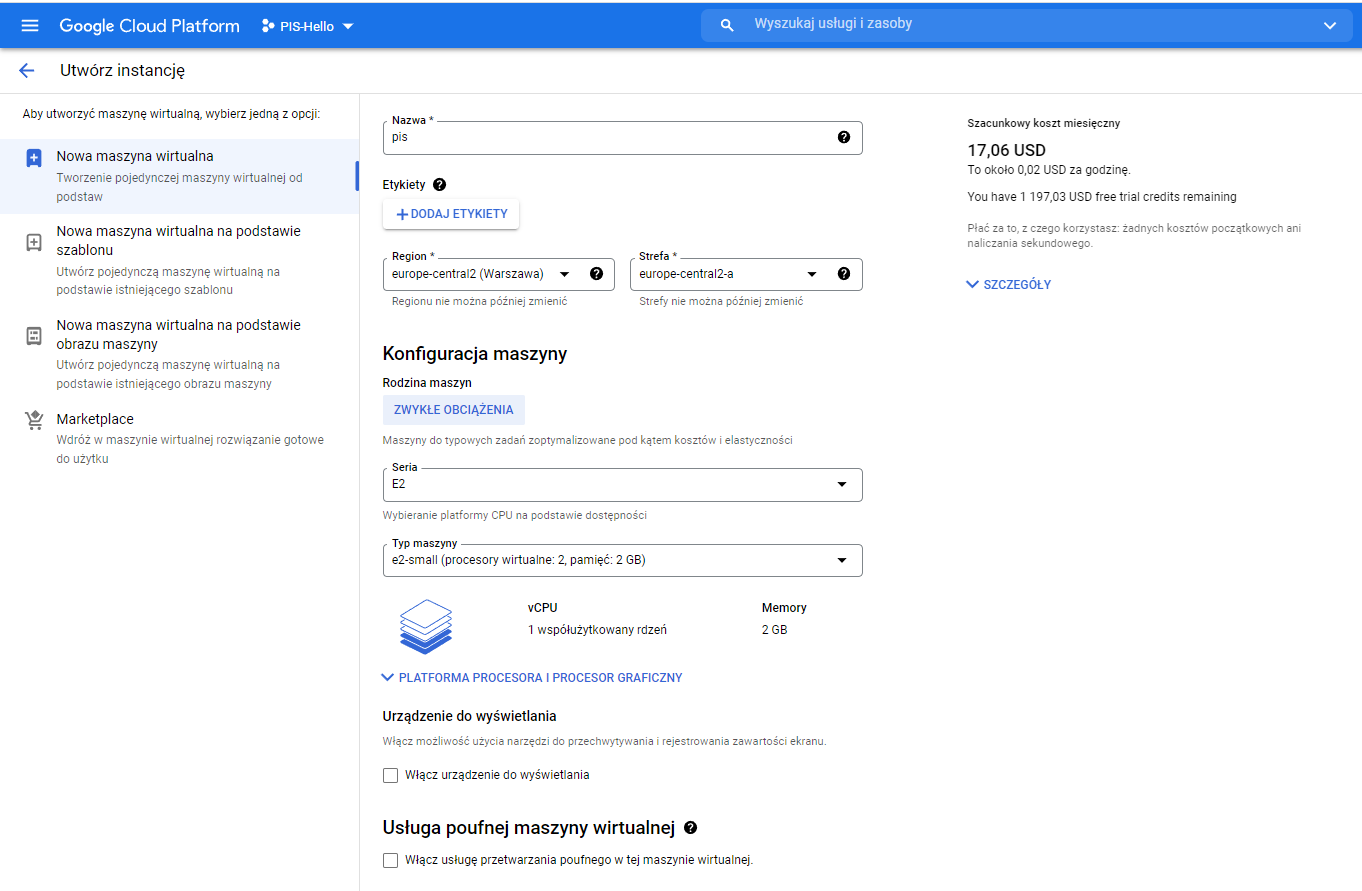 Google Cloud Platform
PIS-Hello
Wyszukaj usługi i zasoby
Utwórz instancję
Aby utworzyć maszynę wirtualną, wybierz jedną z opcji:
Nowa maszyna wirtualna
Tworzenie pojedynczej maszyny wirtualnej od
podstaw
Nowa maszyna wirtualna na podstawie
szablonu
Utwórz pojedynczą maszynę wirtualną na
podstawie istniejącego szablonu
Nowa maszyna wirtualna na podstawie
obrazu maszyny
Utwórz pojedynczą maszynę wirtualną na
podstawie istniejącego obrazu maszyny
Marketplace
Wdróż w maszynie wirtualnej rozwiązanie gotowe
do użytku
Nazwa *
pis
Etykiety
DODAJ ETYKIETY
Region *
europe-central2 (Warszawa)
Regionu nie można później zmienić
Strefa *
europe-central2-a
Strefy nie można później zmienić
Konfiguracja maszyny
Rodzina maszyn
ZWYKŁE OBCIĄŻENIA
Maszyny do typowych zadań zoptymalizowane pod kątem kosztów i elastyczności
Seria
E2
Wybieranie platformy CPU na podstawie dostępności
Typ maszyny
e2-small (procesory wirtualne: 2, pamięć: 2 GB)
vCPU
1 współużytkowany rdzeń
Memory
2 GB
PLATFORMA PROCESORA I PROCESOR GRAFICZNY
Urządzenie do wyświetlania
Włącz możliwość użycia narzędzi do przechwytywania i rejestrowania zawartości ekranu.
Włącz urządzenie do wyświetlania
Usługa poufnej maszyny wirtualnej
Włącz usługę przetwarzania poufnego w tej maszynie wirtualnej.
Szacunkowy koszt miesięczny
17,06 USD
To około 0,02 USD za godzinę.
You have 1 197,03 USD free trial credits remaining
Płać za to, z czego korzystasz: żadnych kosztów początkowych ani
naliczania sekundowego.
SZCZEGÓŁY